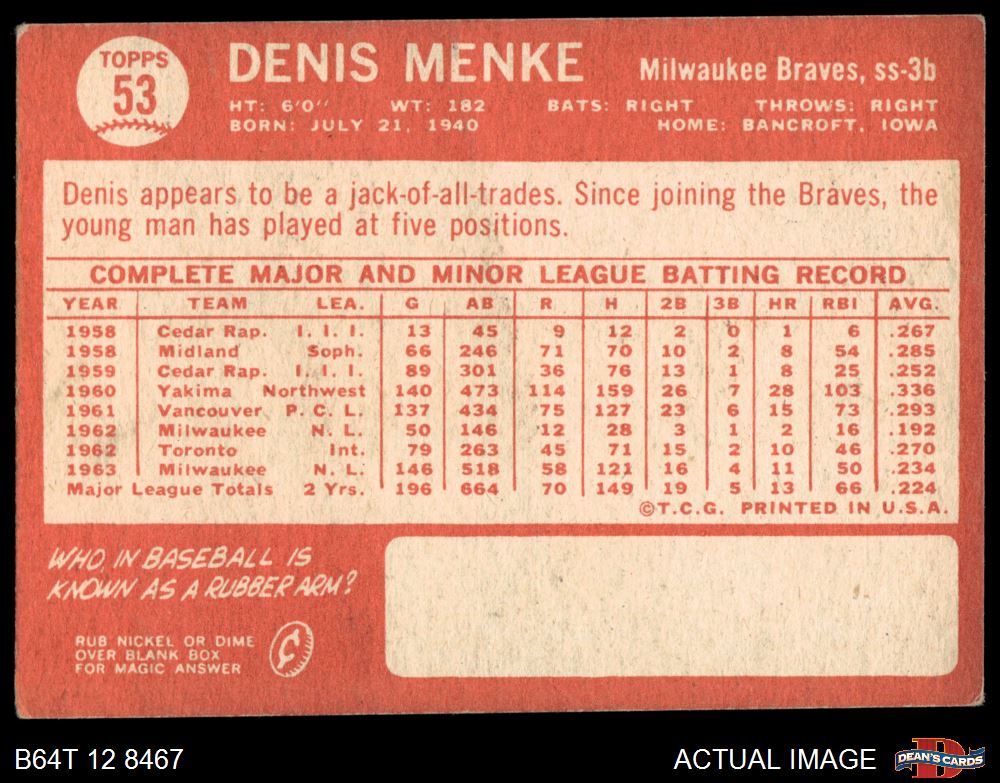 TOPPS
53
DENIS MENKE
Milwaukee Braves, ss-3b
HT: 6'0" WT: 182 BATS: RIGHT THROWS: RIGHT
BORN: JULY 21, 1940 HOME: BANCROFT, IOWA
Denis appears to be a jack-of-all-trades. Since joining the Braves, the
young man has played at five positions.
COMPLETE MAJOR AND MINOR LEAGUE BATTING RECORD
YEAR TEAM LEA. G AB R H 2B 3B HR RBI AVG.
1958 Cedar Rap. I. I. I. 13 45 9 12 2 0 1 6 .267
1958 Midland Soph. 66 246 71 70 10 2 8 54 .285
1959 Cedar Rap. I. I. I. 89 301 36 76 13 1 8 25 .252
1960 Yakima Northwest 140 473 114 159 26 7 28 103 .336
1961 Vancouver P. C. L. 137 434 75 127 23 6 15 73 .293
1962 Milwaukee N. L. 50 146 12 28 3 1 2 16 .192
1962 Toronto Int. 79 263 45 71 15 2 10 46 .270
1963 Milwaukee N. L. 146 518 58 121 16 4 11 50 .234
Major League Totals 2 Yrs. 196 664 70 149 19 5 13 66 .224
©T.C.G. PRINTED IN U.S.A.
WHO IN BASEBALL IS
KNOWN AS A RUBBER ARM?
RUB NICKEL OR DIME
OVER BLANK BOX
FOR MAGIC ANSWER
¢
B64T 12 8467
ACTUAL IMAGE
DEAN'S CARDS